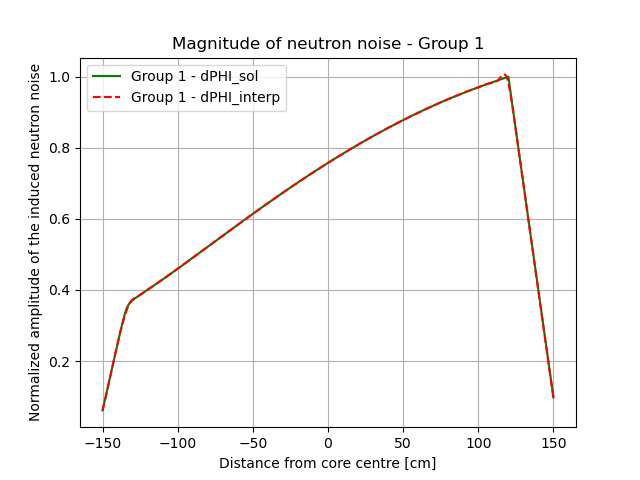 Magnitude of neutron noise - Group 1
Normalized amplitude of the induced neutron noise
Group 1 - dPHI_sol
Group 1 - dPHI_interp
1.0
0.8
0.6
0.4
0.2
−150
−100
−50
0
50
100
150
Distance from core centre [cm]